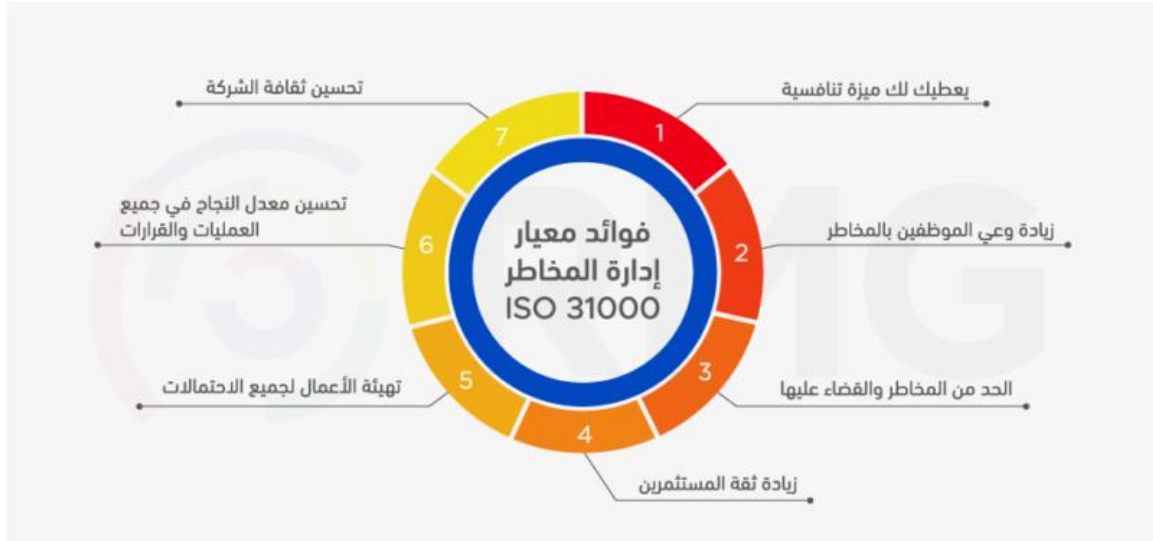 فوائد معيار
إدارة المخاطر
ISO 31000
1
يعطيك لك ميزة تنافسية
2
زيادة وعي الموظفين بالمخاطر
3
الحد من المخاطر والقضاء عليها
4
زيادة ثقة المستثمرين
5
تهيئة الأعمال لجميع الاحتمالات
6
تحسين معدل النجاح في جميع
العمليات والقرارات
7
تحسين ثقافة الشركة
RMG